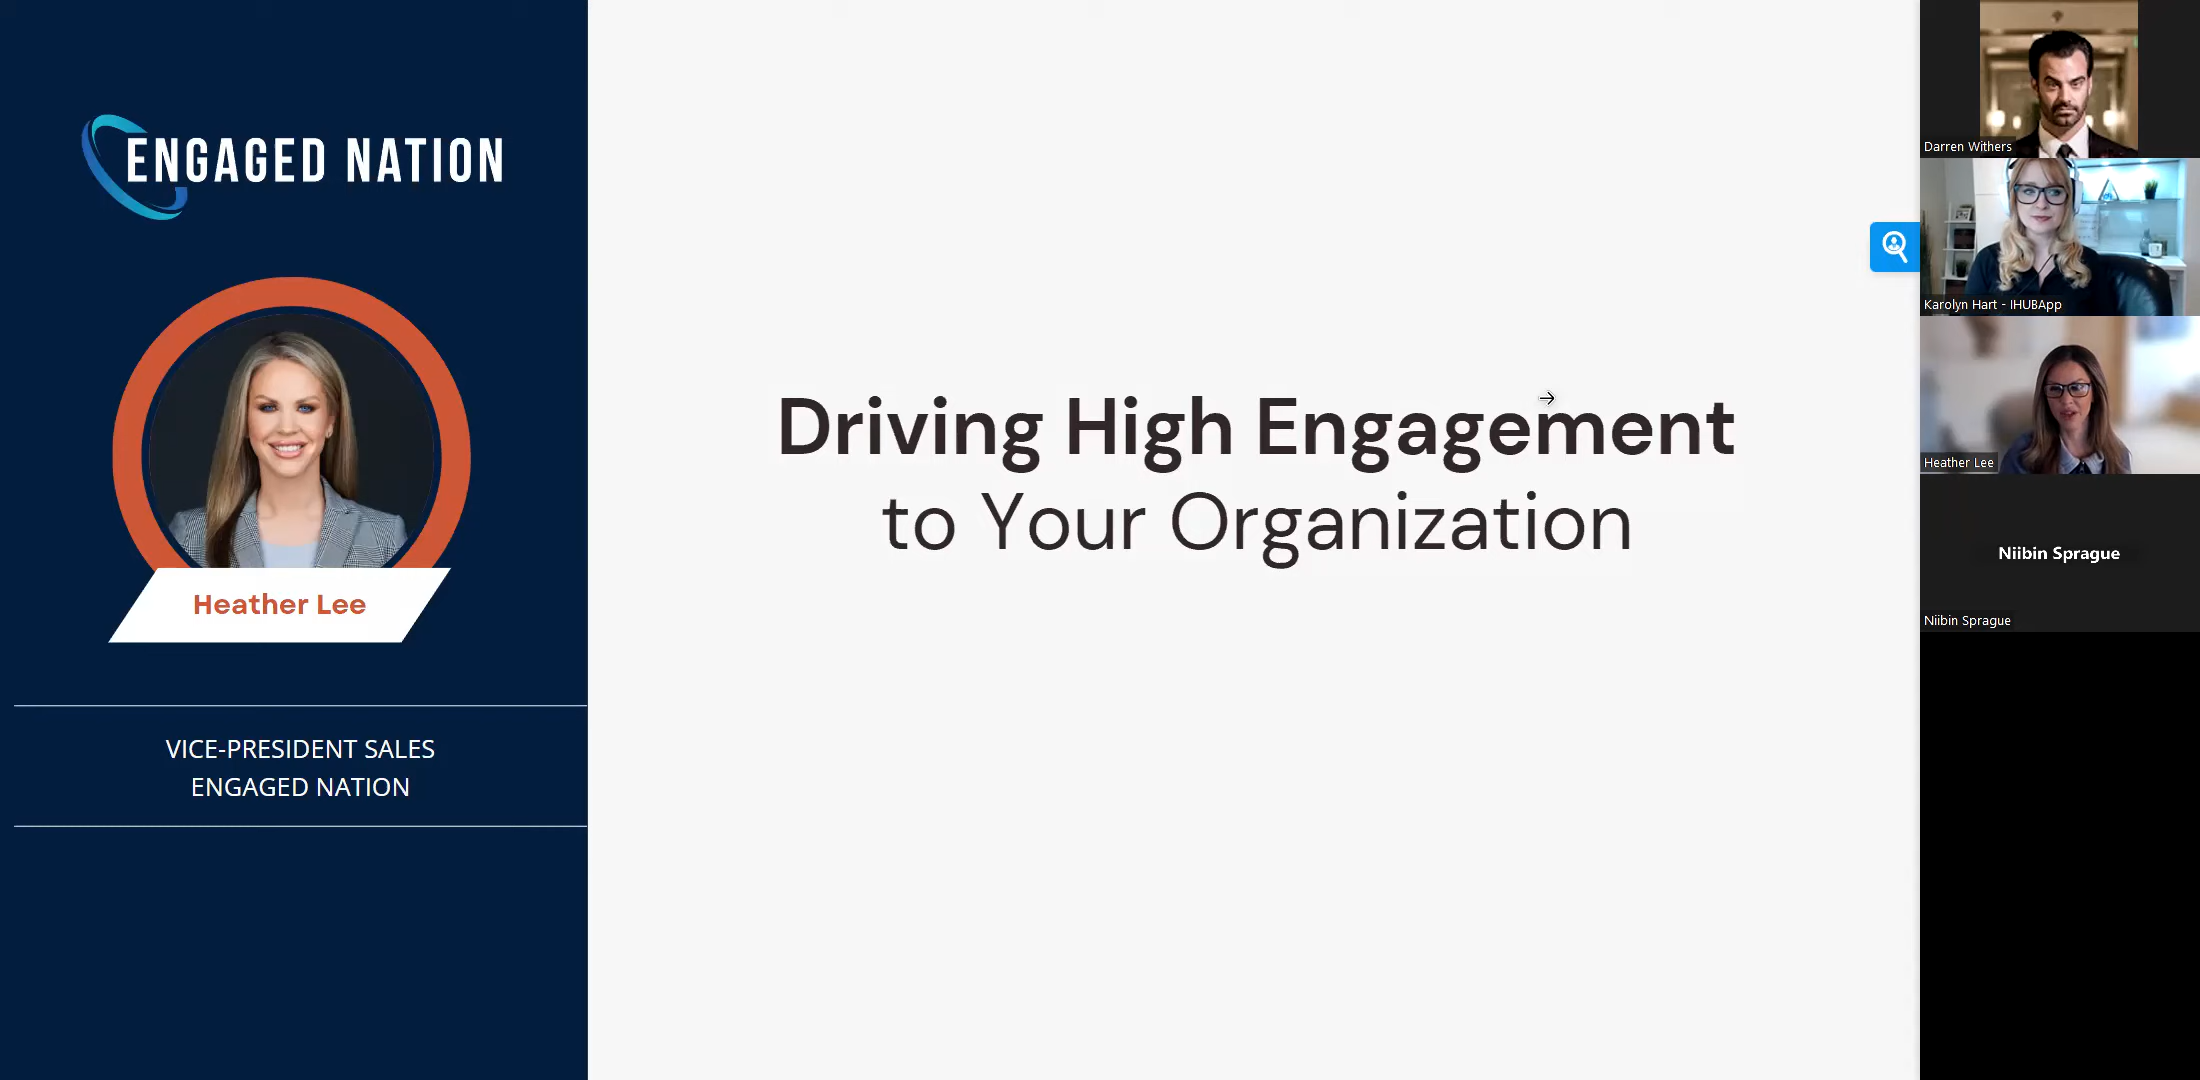 ENGAGED NATION
Heather Lee
VICE-PRESIDENT SALES
ENGAGED NATION
Driving High Engagement
to Your Organization
Darren Withers
Karolyn Hart - IHUBApp
Heather Lee
Niibin Sprague
Niibin Sprague